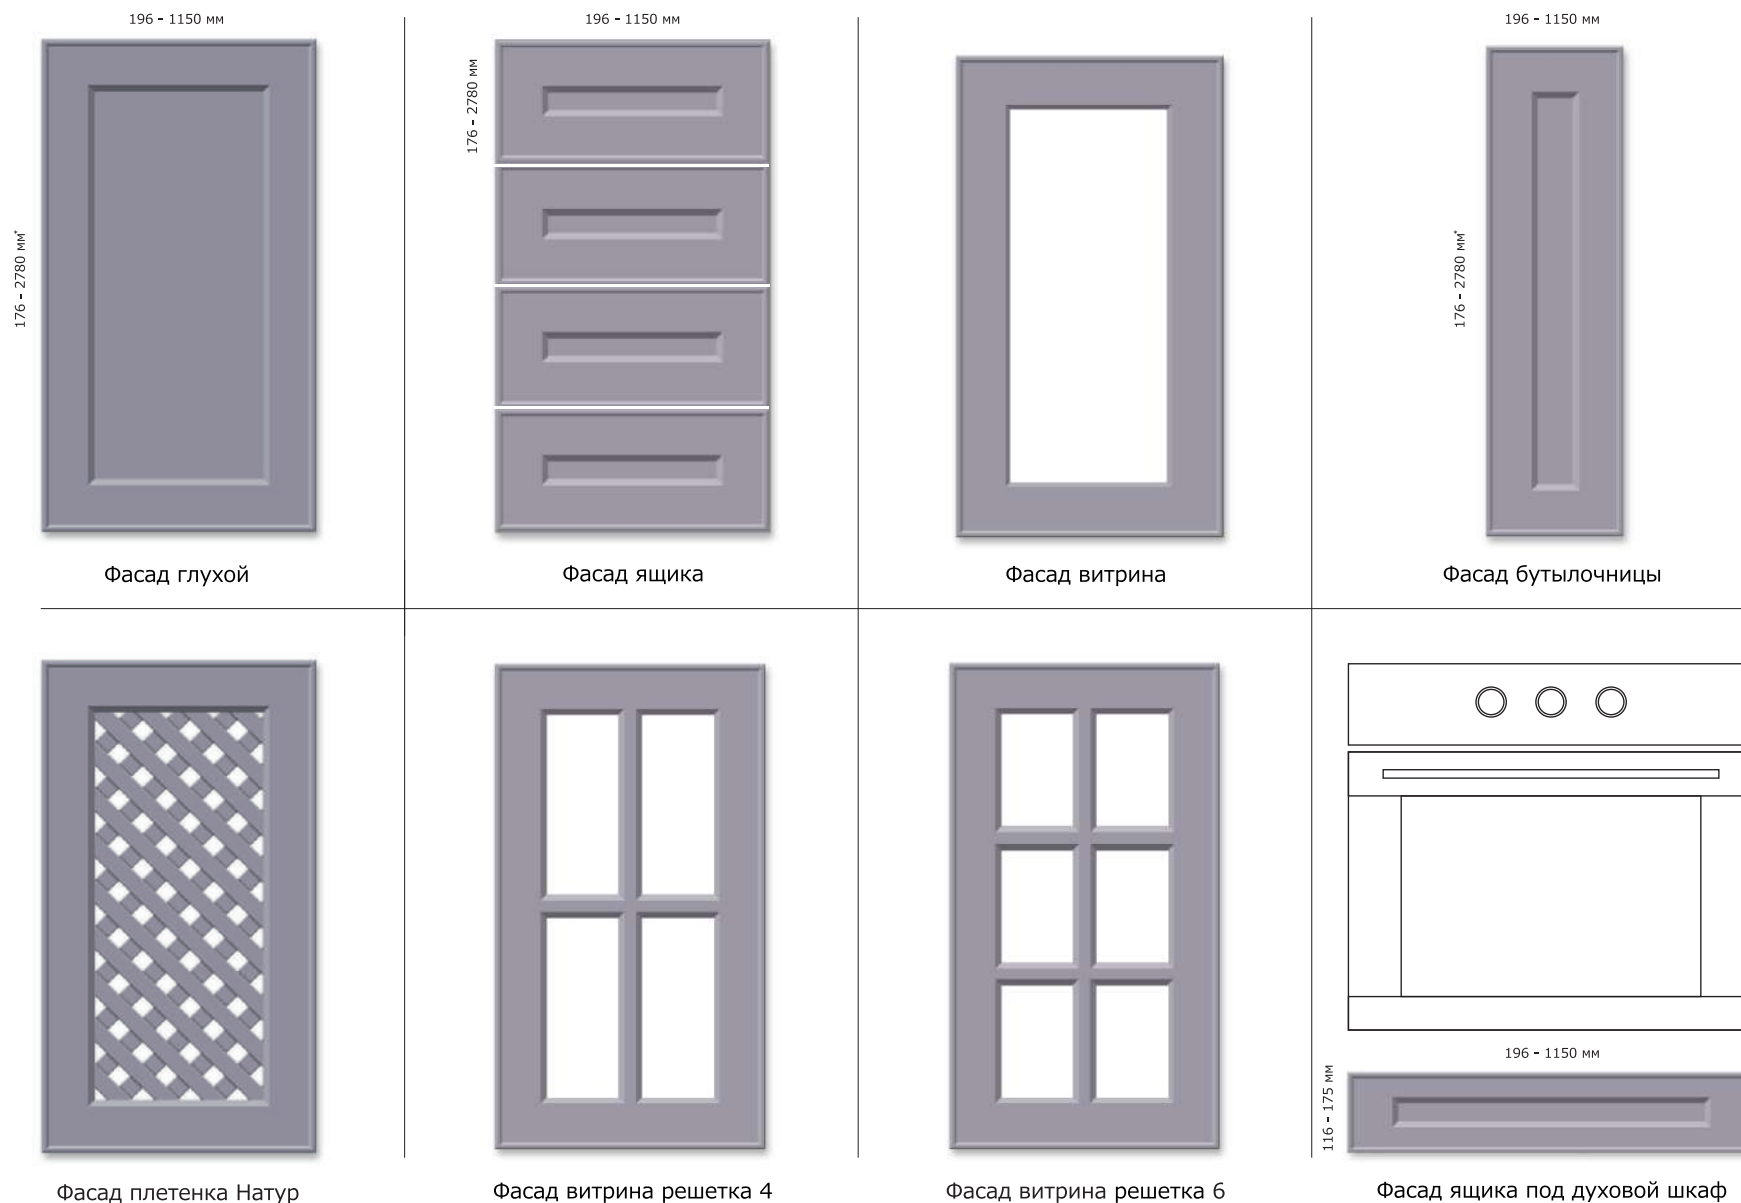 196 - 1150 мм
176 - 2780 мм*
Фасад глухой
196 - 1150 мм
176 - 2780 мм
Фасад ящика
Фасад витрина
196 - 1150 мм
176 - 2780 мм*
Фасад бутылочницы
Фасад плетенка Натур
Фасад витрина решетка 4
Фасад витрина решетка 6
196 - 1150 мм
116 - 175 мм
Фасад ящика под духовой шкаф